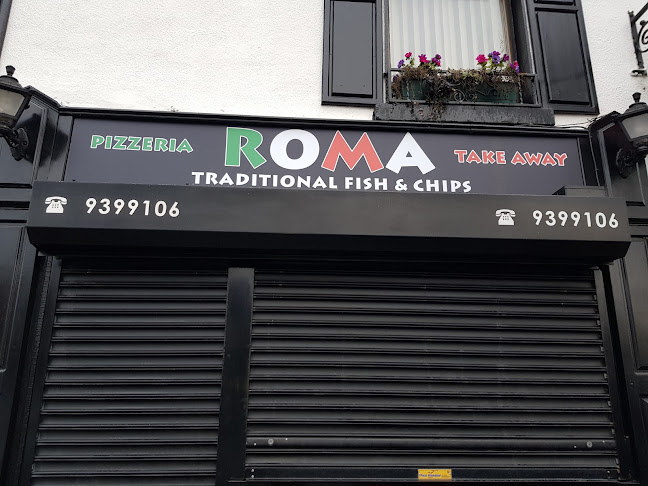 PIZZERIA ROMA TAKE AWAY
TRADITIONAL FISH & CHIPS
9399106 9399106